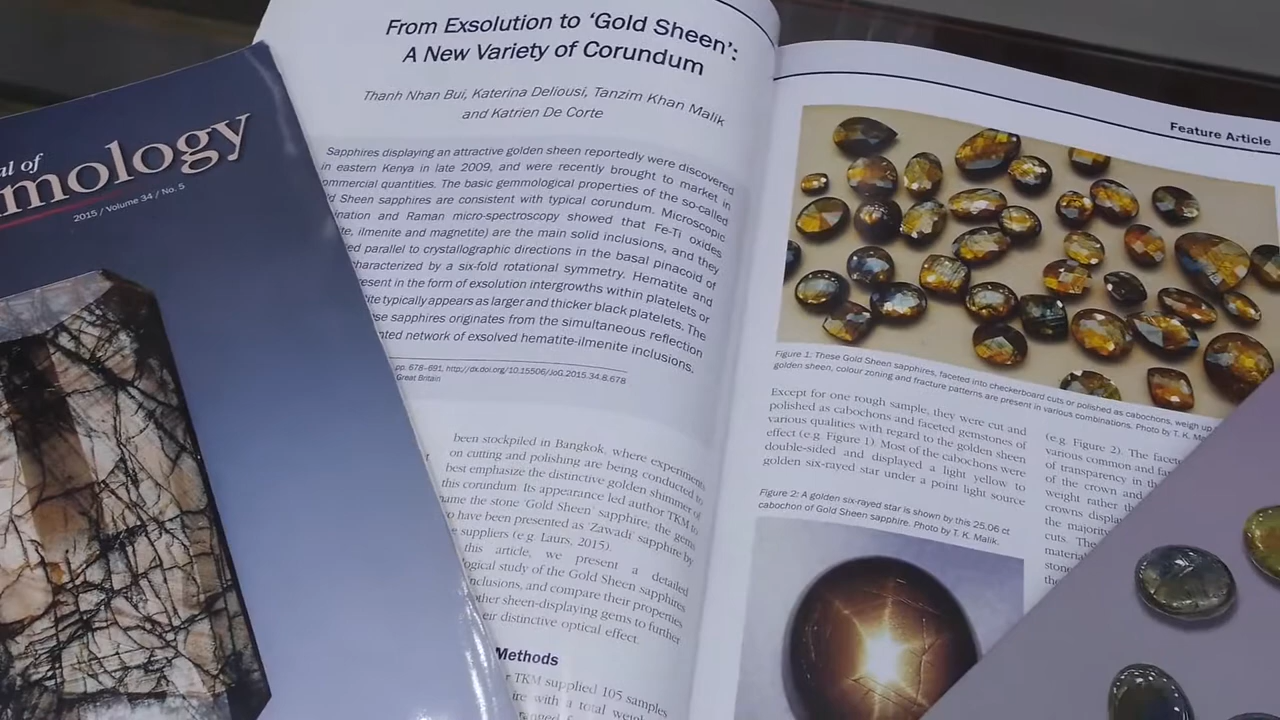 al of
mology
2015 / Volume 34 / No. 5
From Exsolution to ‘Gold Sheen’:
A New Variety of Corundum
Thanh Nhan Bui, Katerina Deliousi, Tanzim Khan Malik
and Katrien De Corte
Sapphires displaying an attractive golden sheen reportedly were discovered
in eastern Kenya in late 2009, and were recently brought to market in
mmercial quantities. The basic gemmological properties of the so-called
d Sheen sapphires are consistent with typical corundum. Microscopic
ination and Raman micro-spectroscopy showed that Fe-Ti oxides
te, ilmenite and magnetite) are the main solid inclusions, and they
ed parallel to crystallographic directions in the basal pinacoid of
haracterized by a six-fold rotational symmetry. Hematite and
esent in the form of exsolution intergrowths within platelets or
ite typically appears as larger and thicker black platelets. The
se sapphires originates from the simultaneous reflection
nted network of exsolved hematite-ilmenite inclusions.
pp. 678–691, http://dx.doi.org/10.15506/JoG.2015.34.8.678
Great Britain
been stockpiled in Bangkok, where experiments
on cutting and polishing are being conducted to
best emphasize the distinctive golden shimmer of
this corundum. Its appearance led author TKM to
name the stone ‘Gold Sheen’ sapphire; the gems
o have been presented as ‘Zawadi’ sapphire by
e suppliers (e.g. Laurs, 2015).
this article, we present a detailed
ological study of the Gold Sheen sapphires
nclusions, and compare their properties
other sheen-displaying gems to further
eir distinctive optical effect.
Methods
r TKM supplied 105 samples
ire with a total weigh
ranged f
Feature Article
Figure 1: These Gold Sheen sapphires, faceted into checkerboard cuts or polished as cabochons, weigh up
golden sheen, colour zoning and fracture patterns are present in various combinations. Photo by T. K. Ma
Except for one rough sample, they were cut and
polished as cabochons and faceted gemstones of
various qualities with regard to the golden sheen
effect (e.g. Figure 1). Most of the cabochons were
double-sided and displayed a light yellow to
golden six-rayed star under a point light source
Figure 2: A golden six-rayed star is shown by this 25.06 ct
cabochon of Gold Sheen sapphire. Photo by T. K. Malik.
(e.g. Figure 2). The facet
various common and fan
of transparency in th
of the crown and
weight rather th
crowns displa
the majorit
cuts. The
materia
stone
the